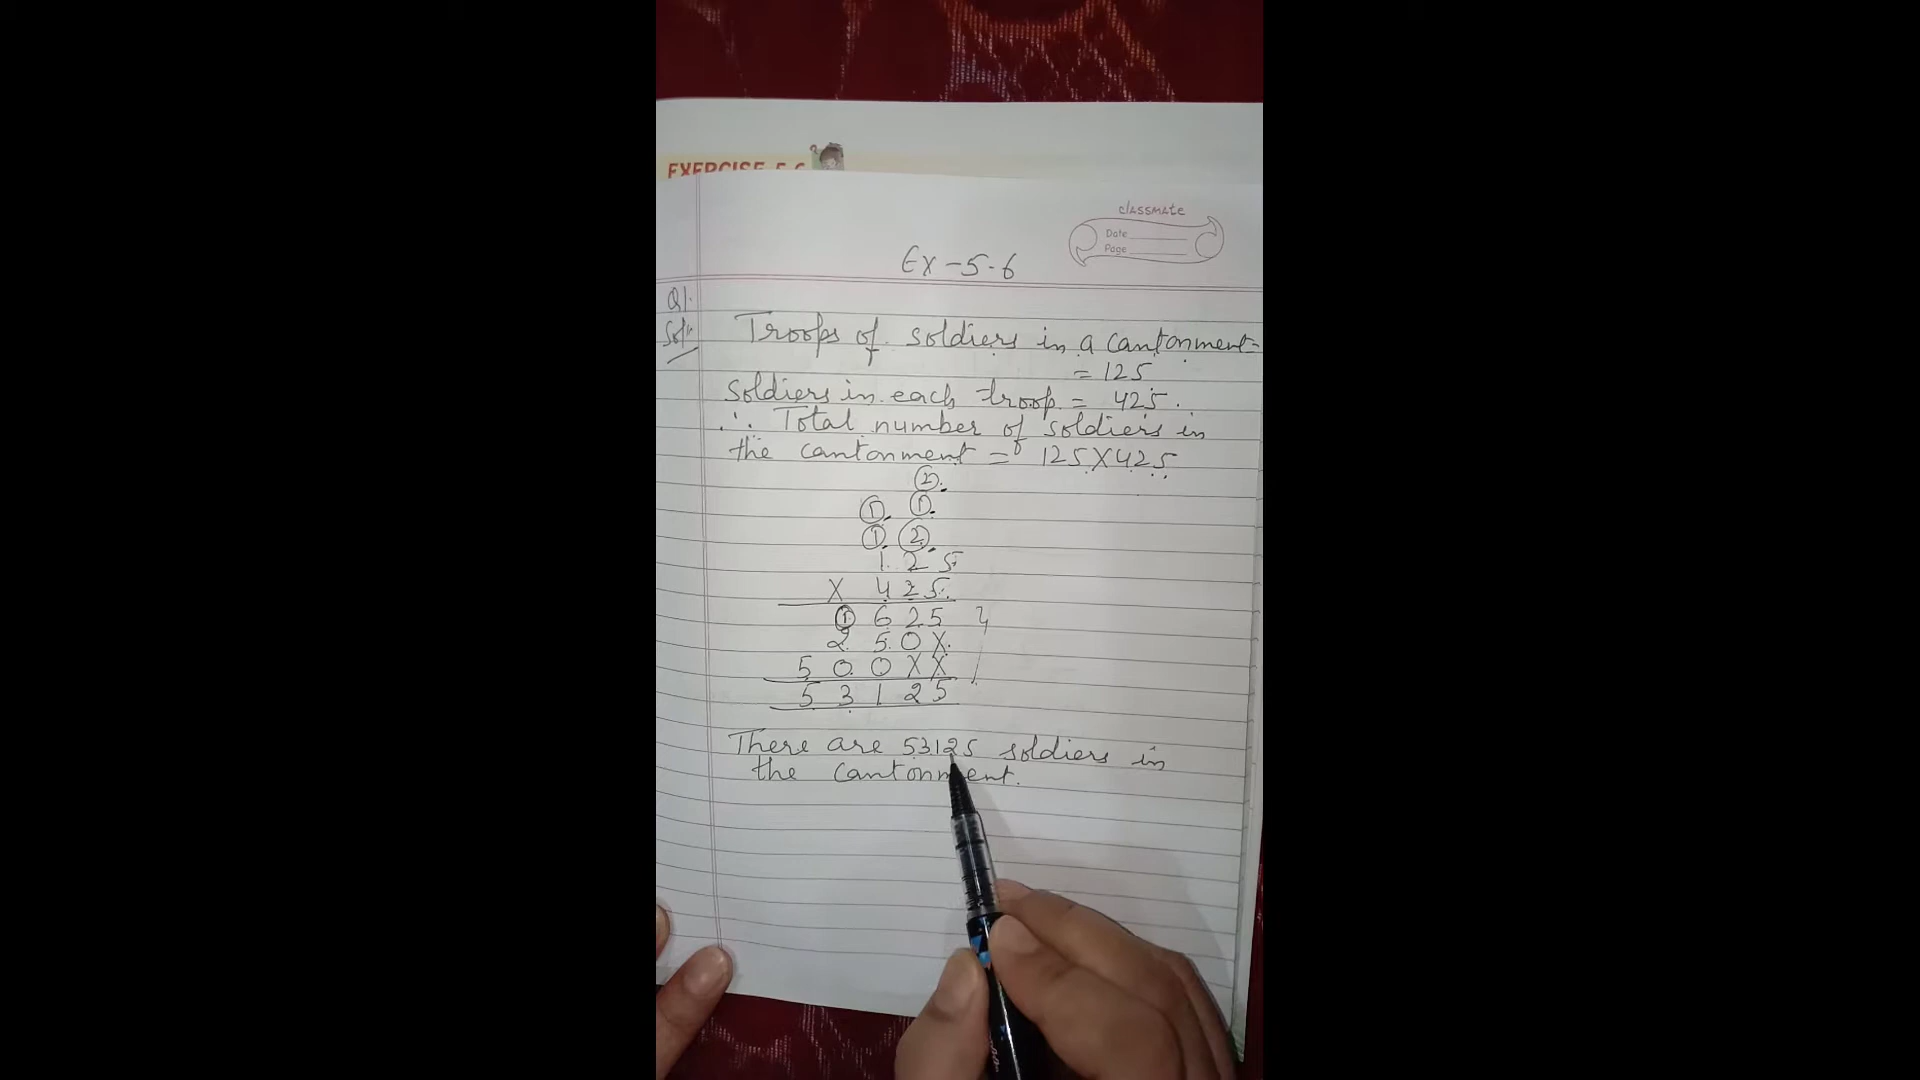 EXERCISE 5.6
classmate
Date
Page
Ex - 5.6
Q1.
Sol:
Troops of soldiers in a cantonment =
= 125
Soldiers in each troop = 425.
∴ Total number of soldiers in
the cantonment = 125 X 425
②
① ①
① ②
1 2 5
X 4 2 5
① 6 2 5
2 5 0 X
5 0 0 X X
5 3 1 2 5
There are 53125 soldiers in
the cantonment.